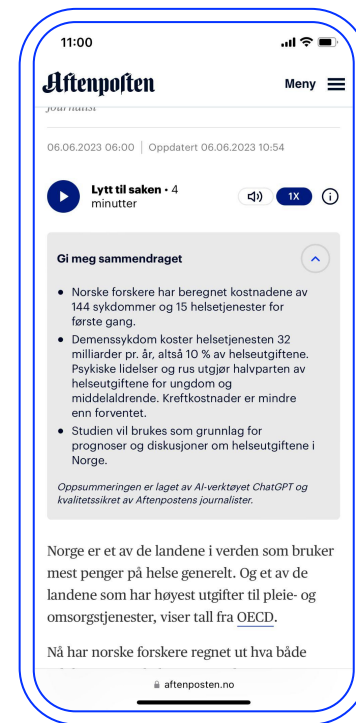 11:00
Aftenposten
Meny
Journalist
06.06.2023 06:00 | Oppdatert 06.06.2023 10:54
Lytt til saken • 4
minutter
1X
Gi meg sammendraget
• Norske forskere har beregnet kostnadene av
144 sykdommer og 15 helsetjenester for
første gang.
• Demenssykdom koster helsetjenesten 32
milliarder pr. år, altså 10 % av helseutgiftene.
Psykiske lidelser og rus utgjør halvparten av
helseutgiftene for ungdom og
middelaldrende. Kreftkostnader er mindre
enn forventet.
• Studien vil brukes som grunnlag for
prognoser og diskusjoner om helseutgiftene i
Norge.
Oppsummeringen er laget av AI-verktøyet ChatGPT og
kvalitetssikret av Aftenpostens journalister.
Norge er et av de landene i verden som bruker
mest penger på helse generelt. Og et av de
landene som har høyest utgifter til pleie- og
omsorgstjenester, viser tall fra OECD.
Nå har norske forskere regnet ut hva både
aftenposten.no